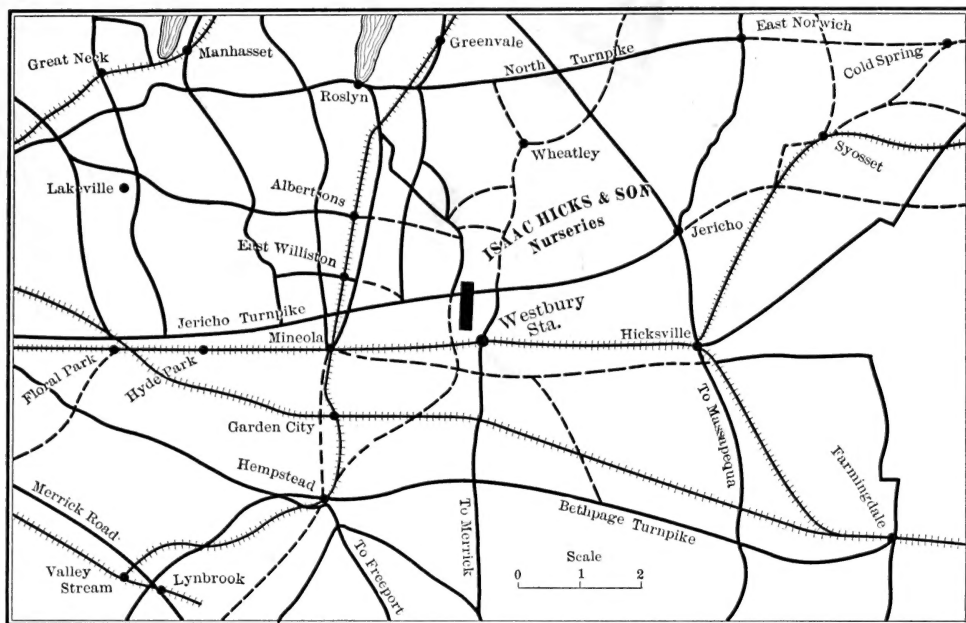 East Norwich
Greenvale
Manhasset
Great Neck
North Turnpike
Cold Spring
Roslyn
Syosset
Wheatley
Lakeville
Albertsons
ISAAC HICKS & SON
Nurseries
Jericho
East Williston
Jericho Turnpike
Westbury
Sta.
Mineola
Hicksville
Floral Park
Hyde Park
To Massapequa
Garden City
Farmingdale
Hempstead
Merrick Road
To Merrick
Bethpage Turnpike
To Freeport
Scale
0 1 2
Valley
Stream
Lynbrook